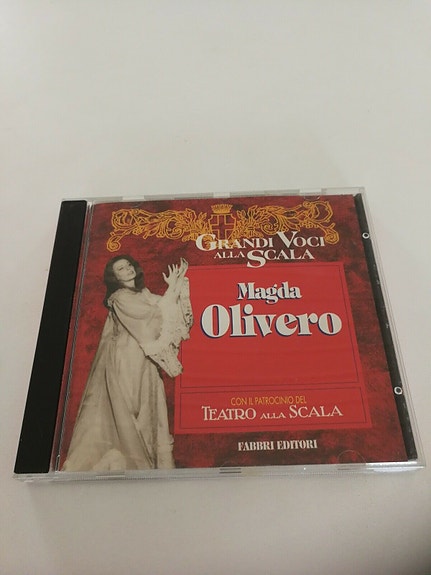 GRANDI VOCI
ALLA SCALA
Magda
Olivero
CON IL PATROCINIO DEL
TEATRO ALLA SCALA
FABBRI EDITORI